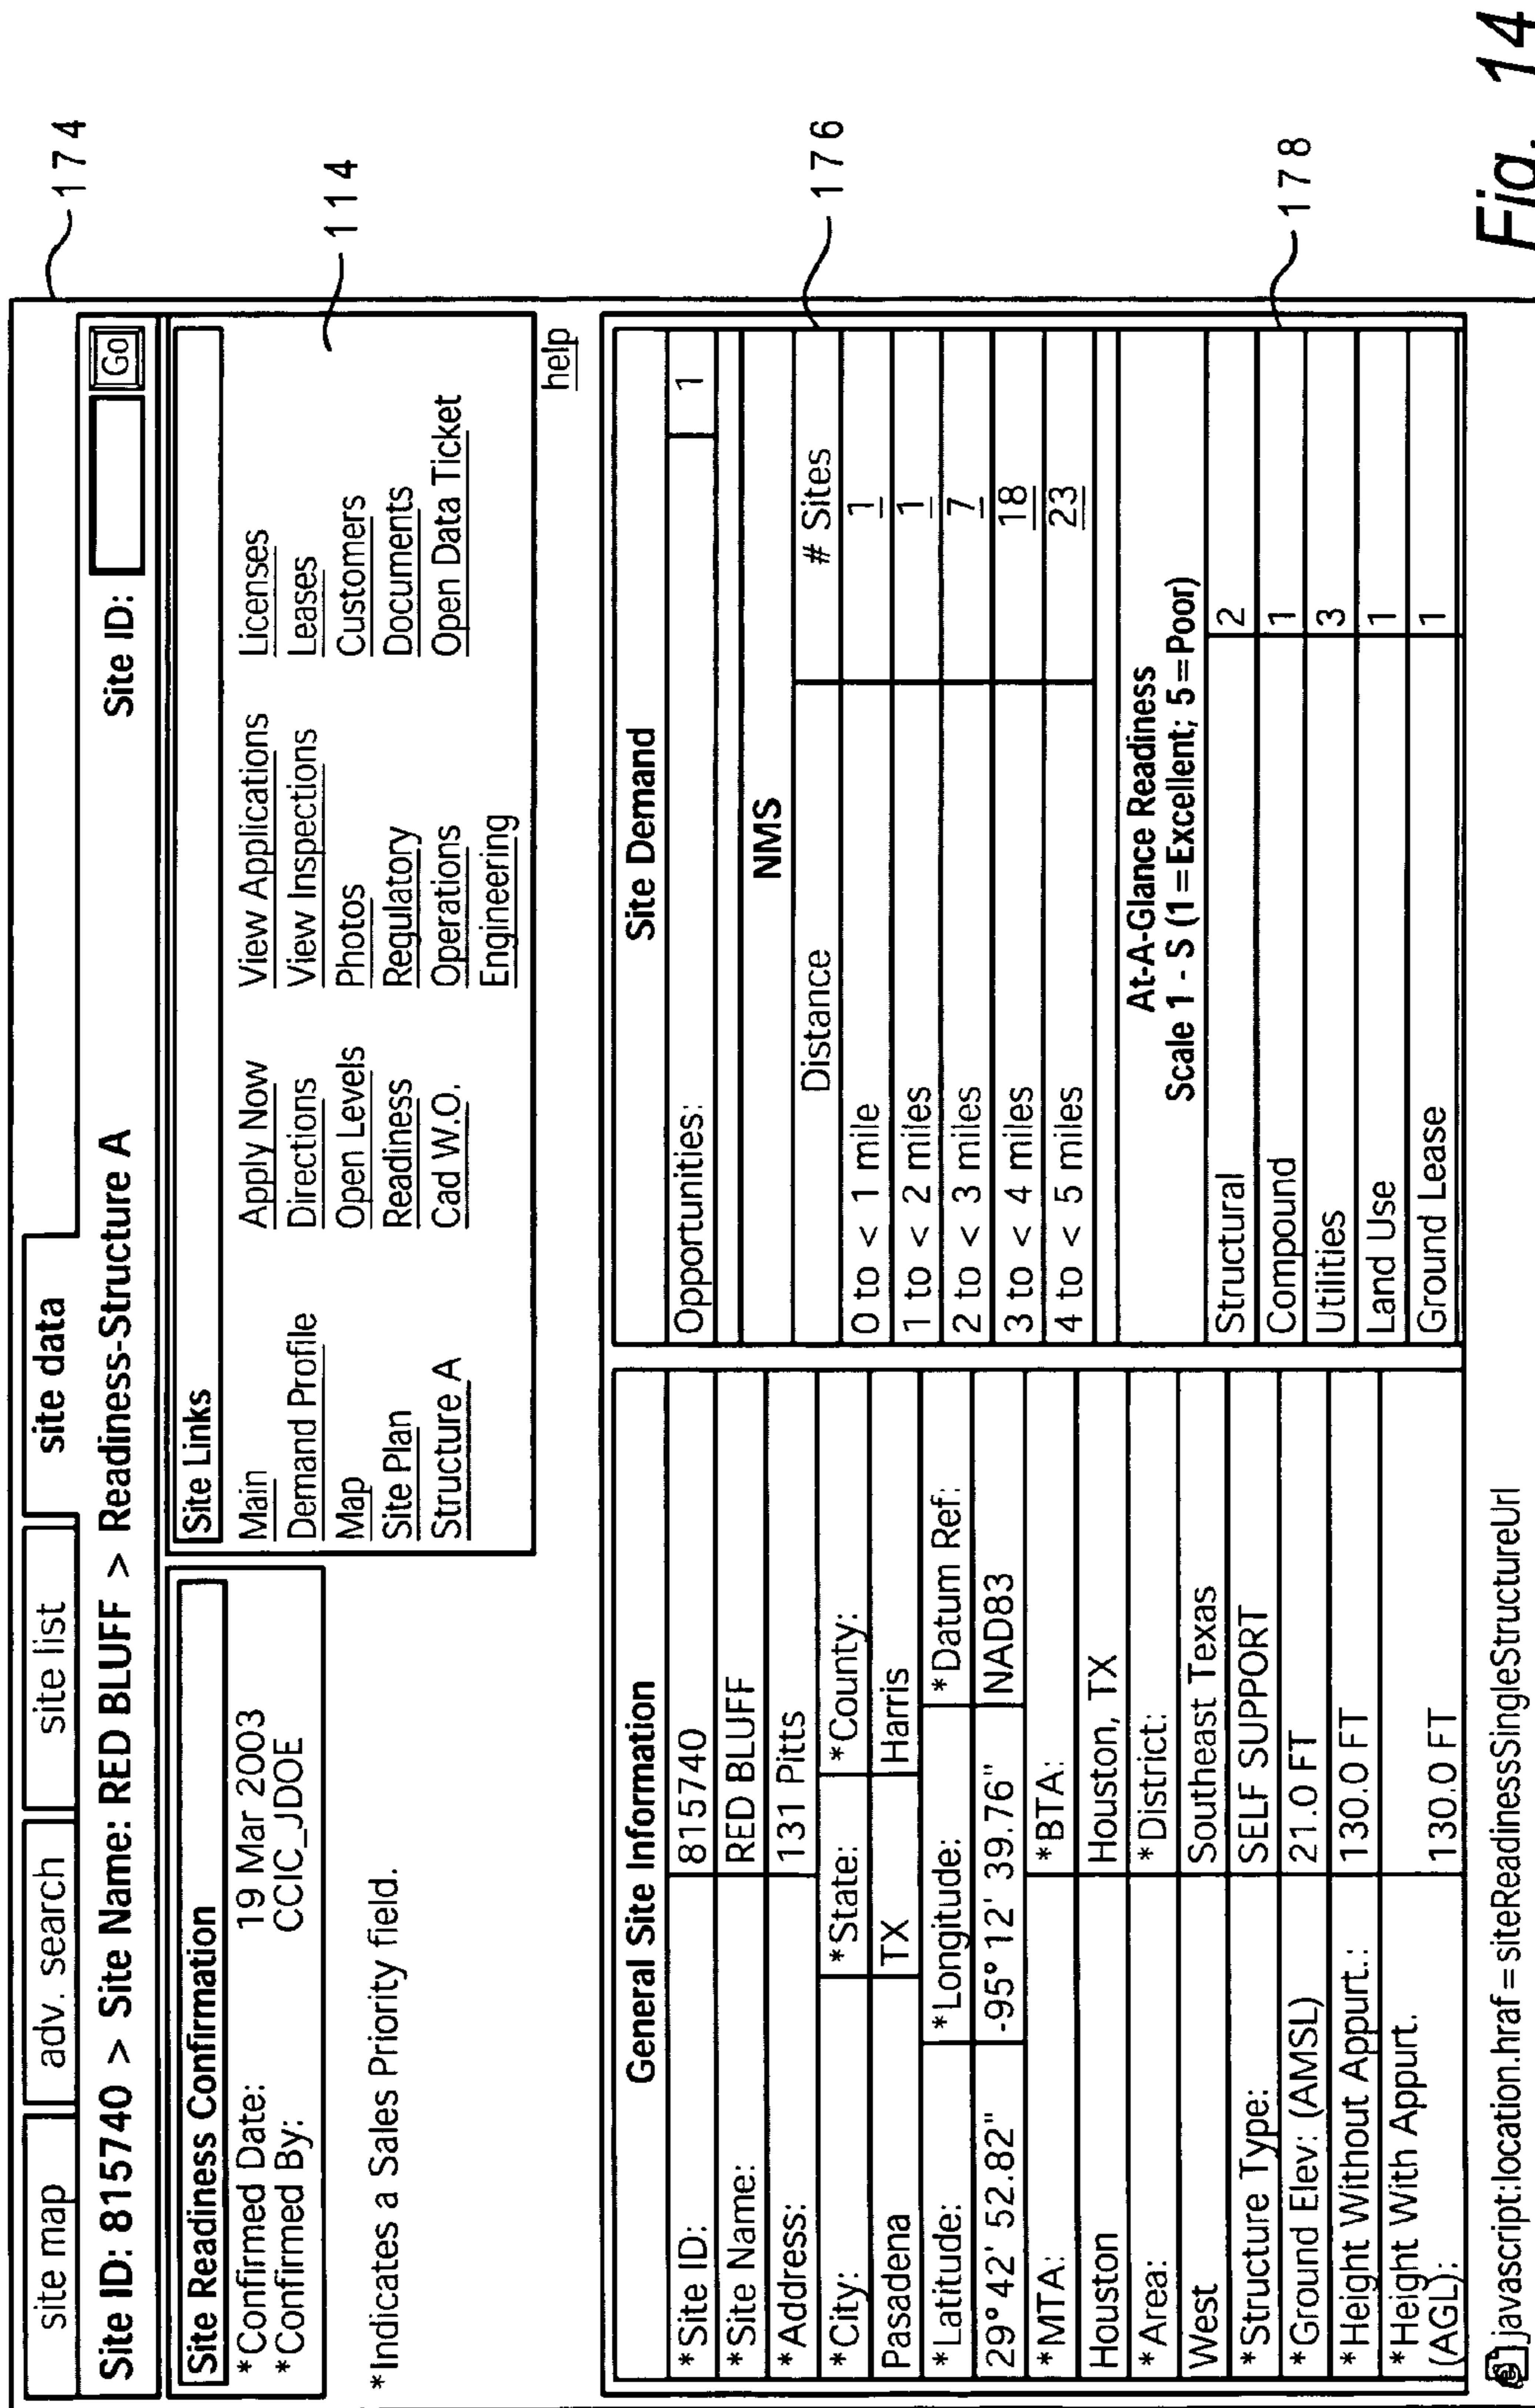 site map adv. search site list site data
Site ID: 815740 > Site Name: RED BLUFF > Readiness-Structure A Site ID: Go
174
Site Readiness Confirmation
*Confirmed Date: 19 Mar 2003
*Confirmed By: CCIC_JDOE
*Indicates a Sales Priority field.
Site Links
Main Apply Now View Applications Licenses
Demand Profile Directions View Inspections Leases
Map Open Levels Photos Customers
Site Plan Readiness Regulatory Documents
Structure A Cad W.O. Operations Open Data Ticket
Engineering
114
help
General Site Information
*Site ID: 815740
*Site Name: RED BLUFF
*Address: 131 Pitts
*City: *State: *County:
Pasadena TX Harris
*Latitude: *Longitude: *Datum Ref:
29° 42' 52.82" -95° 12' 39.76" NAD83
*MTA: *BTA:
Houston Houston, TX
*Area: *District:
West Southeast Texas
*Structure Type: SELF SUPPORT
*Ground Elev: (AMSL) 21.0 FT
*Height Without Appurt.: 130.0 FT
*Height With Appurt.
(AGL): 130.0 FT
Site Demand
Opportunities: 1
NMS
Distance # Sites
0 to < 1 mile 1
1 to < 2 miles 1
2 to < 3 miles 7
3 to < 4 miles 18
4 to < 5 miles 23
176
At-A-Glance Readiness
Scale 1 - S (1=Excellent; 5=Poor)
Structural 2
Compound 1
Utilities 3
Land Use 1
Ground Lease 1
178
javascript:location.hraf=siteReadinessSingleStructureUrl
Fig. 14